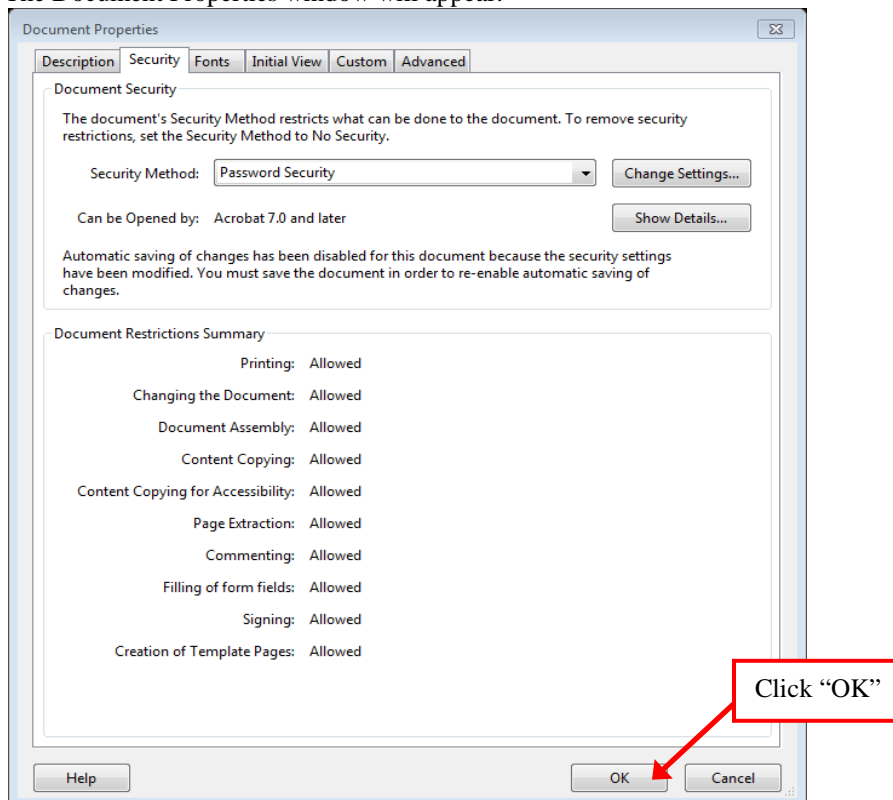 The Document Properties window will appear.
Document Properties
Description Security Fonts Initial View Custom Advanced
Document Security
The document's Security Method restricts what can be done to the document. To remove security
restrictions, set the Security Method to No Security.
Security Method: Password Security Change Settings...
Can be Opened by: Acrobat 7.0 and later Show Details...
Automatic saving of changes has been disabled for this document because the security settings
have been modified. You must save the document in order to re-enable automatic saving of
changes.
Document Restrictions Summary
Printing: Allowed
Changing the Document: Allowed
Document Assembly: Allowed
Content Copying: Allowed
Content Copying for Accessibility: Allowed
Page Extraction: Allowed
Commenting: Allowed
Filling of form fields: Allowed
Signing: Allowed
Creation of Template Pages: Allowed
Click “OK”
Help OK Cancel